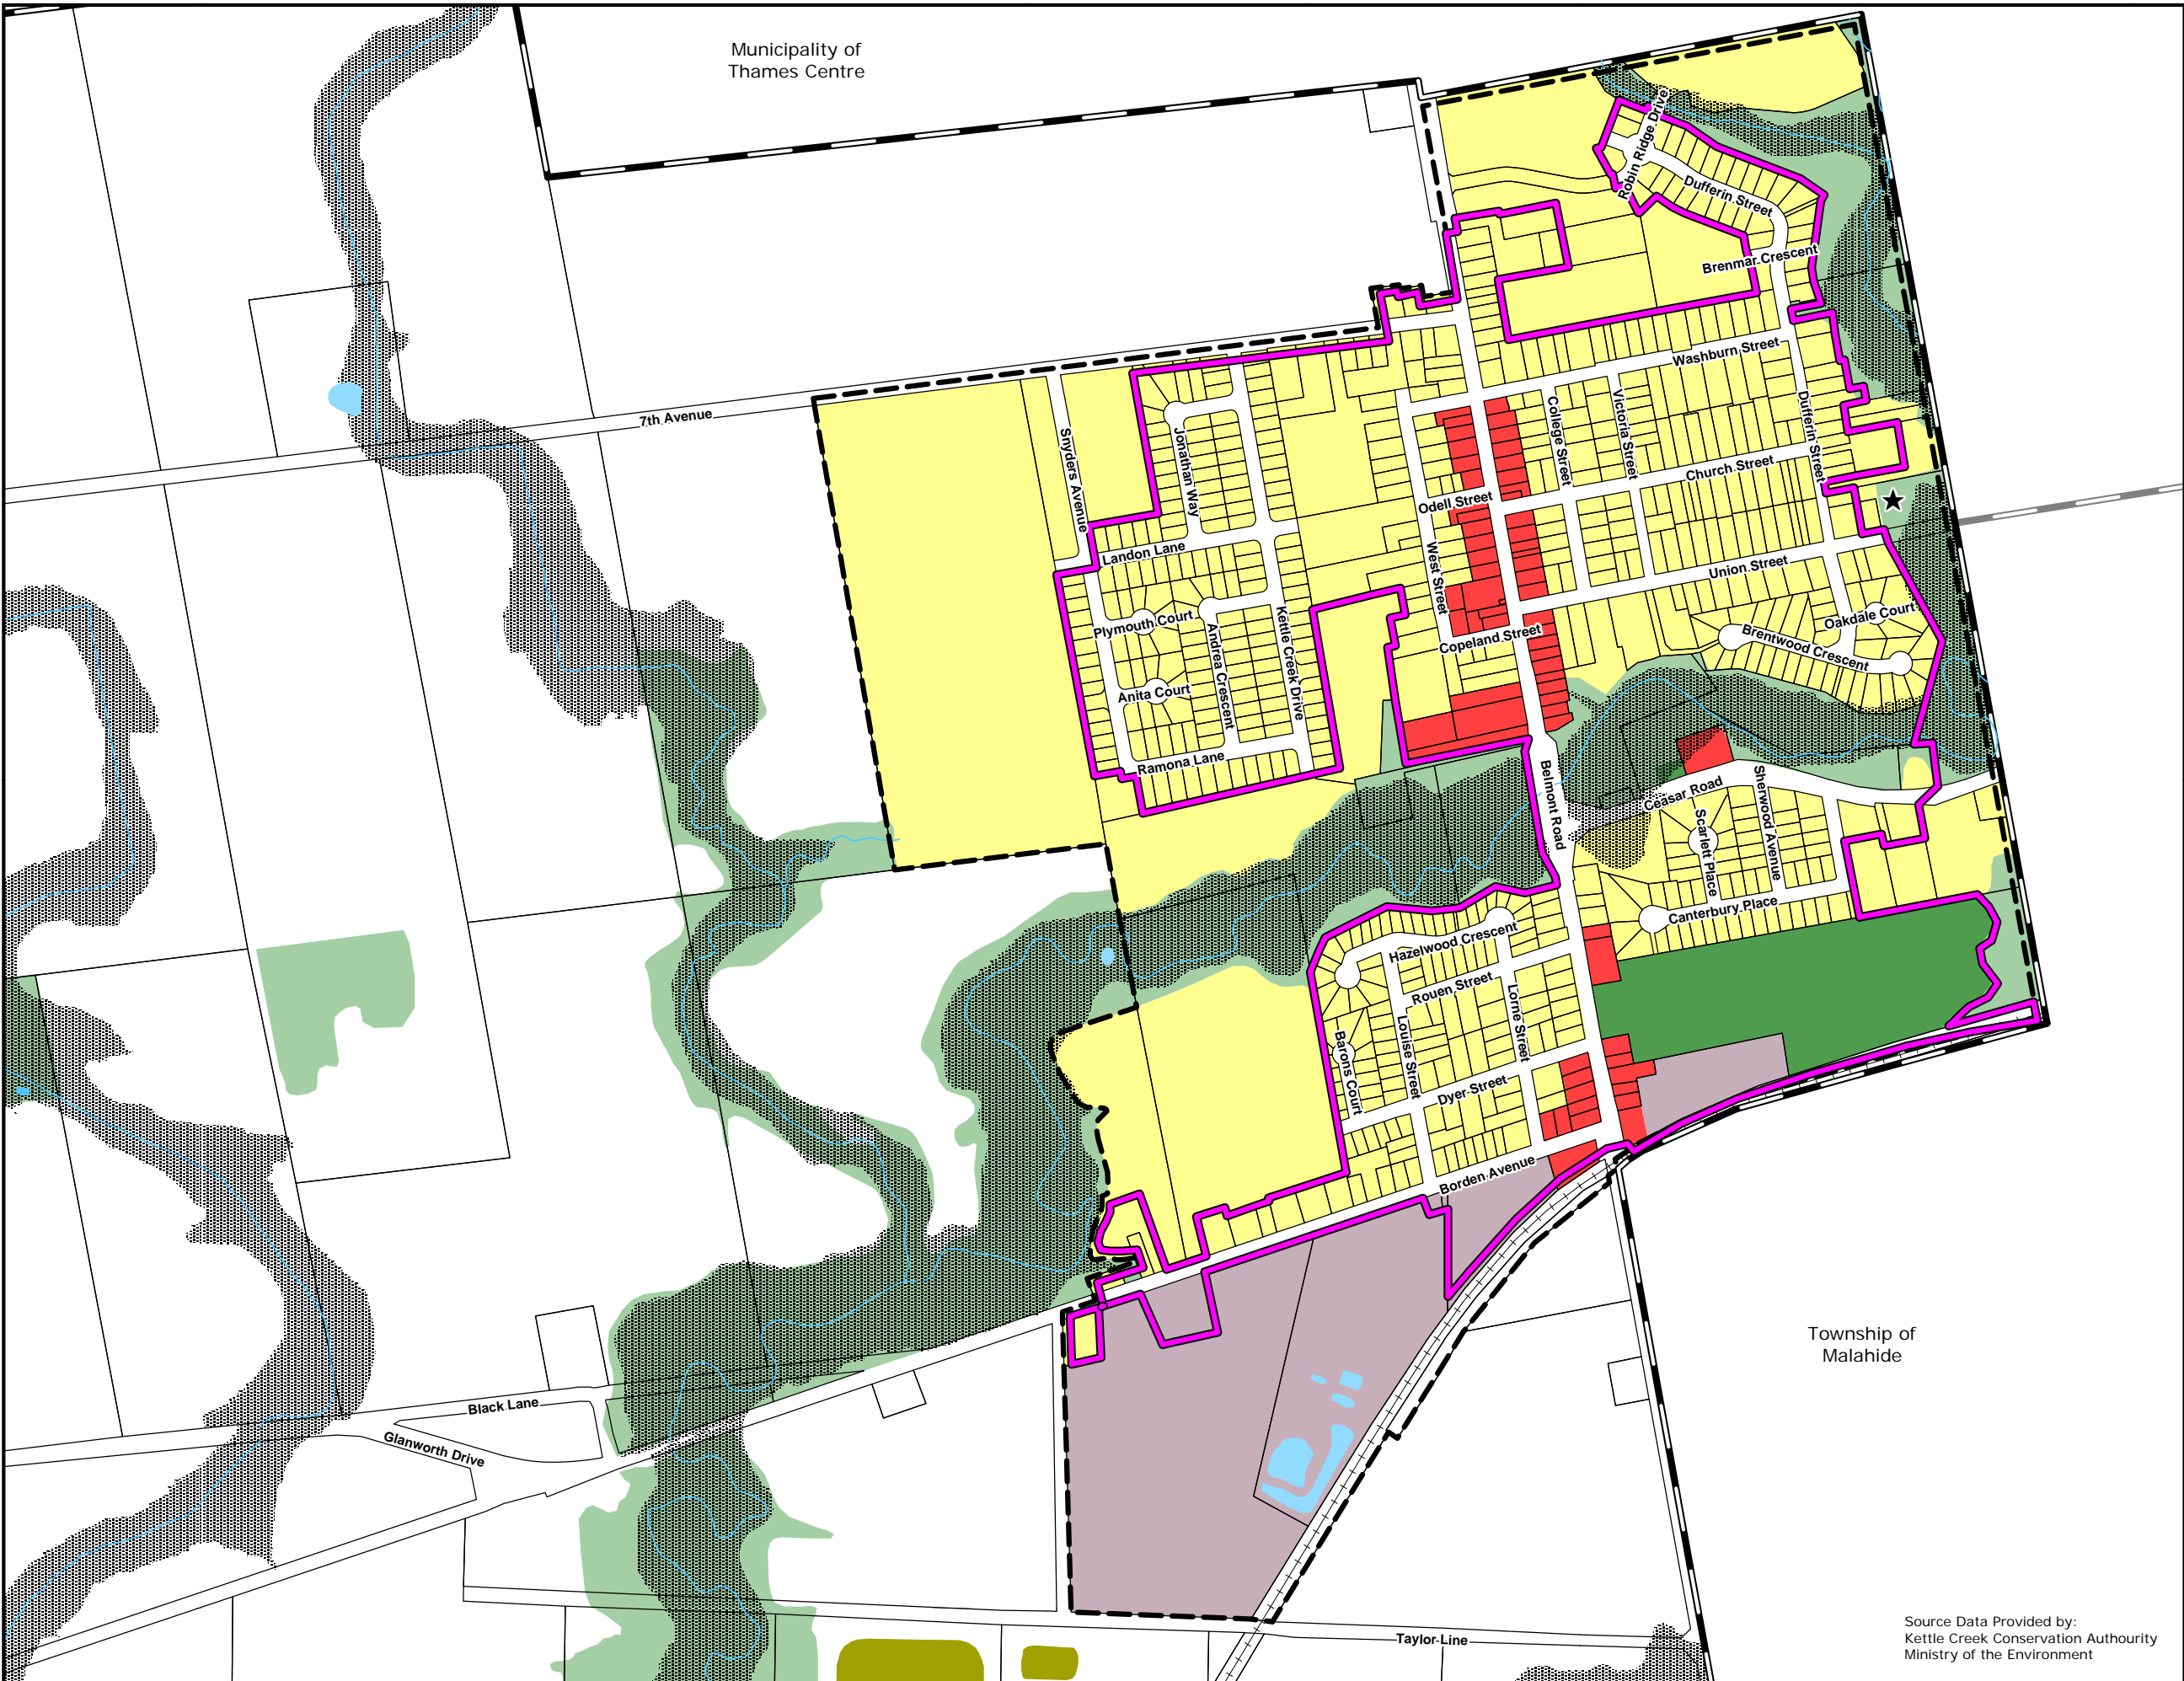 Municipality of
Thames Centre
Robin Ridge Drive
Dufferin Street
Brenmar Crescent
Washburn Street
7th Avenue
Snyders Avenue
Jonathan Way
College Street
Victoria Street
Dufferin Street
Church Street
Odell Street
Landon Lane
West Street
Union Street
Plymouth Court
Andrea Crescent
Kettle Creek Drive
Copeland Street
Oakdale Court
Brentwood Crescent
Anita Court
Ramona Lane
Belmont Road
Ceasar Road
Sherwood Avenue
Scarlett Place
Canterbury Place
Hazelwood Crescent
Rouen Street
Lorne Street
Louise Street
Barons Court
Dyer Street
Borden Avenue
Township of
Malahide
Black Lane
Glanworth Drive
Taylor Line
Source Data Provided by:
Kettle Creek Conservation Authourity
Ministry of the Environment